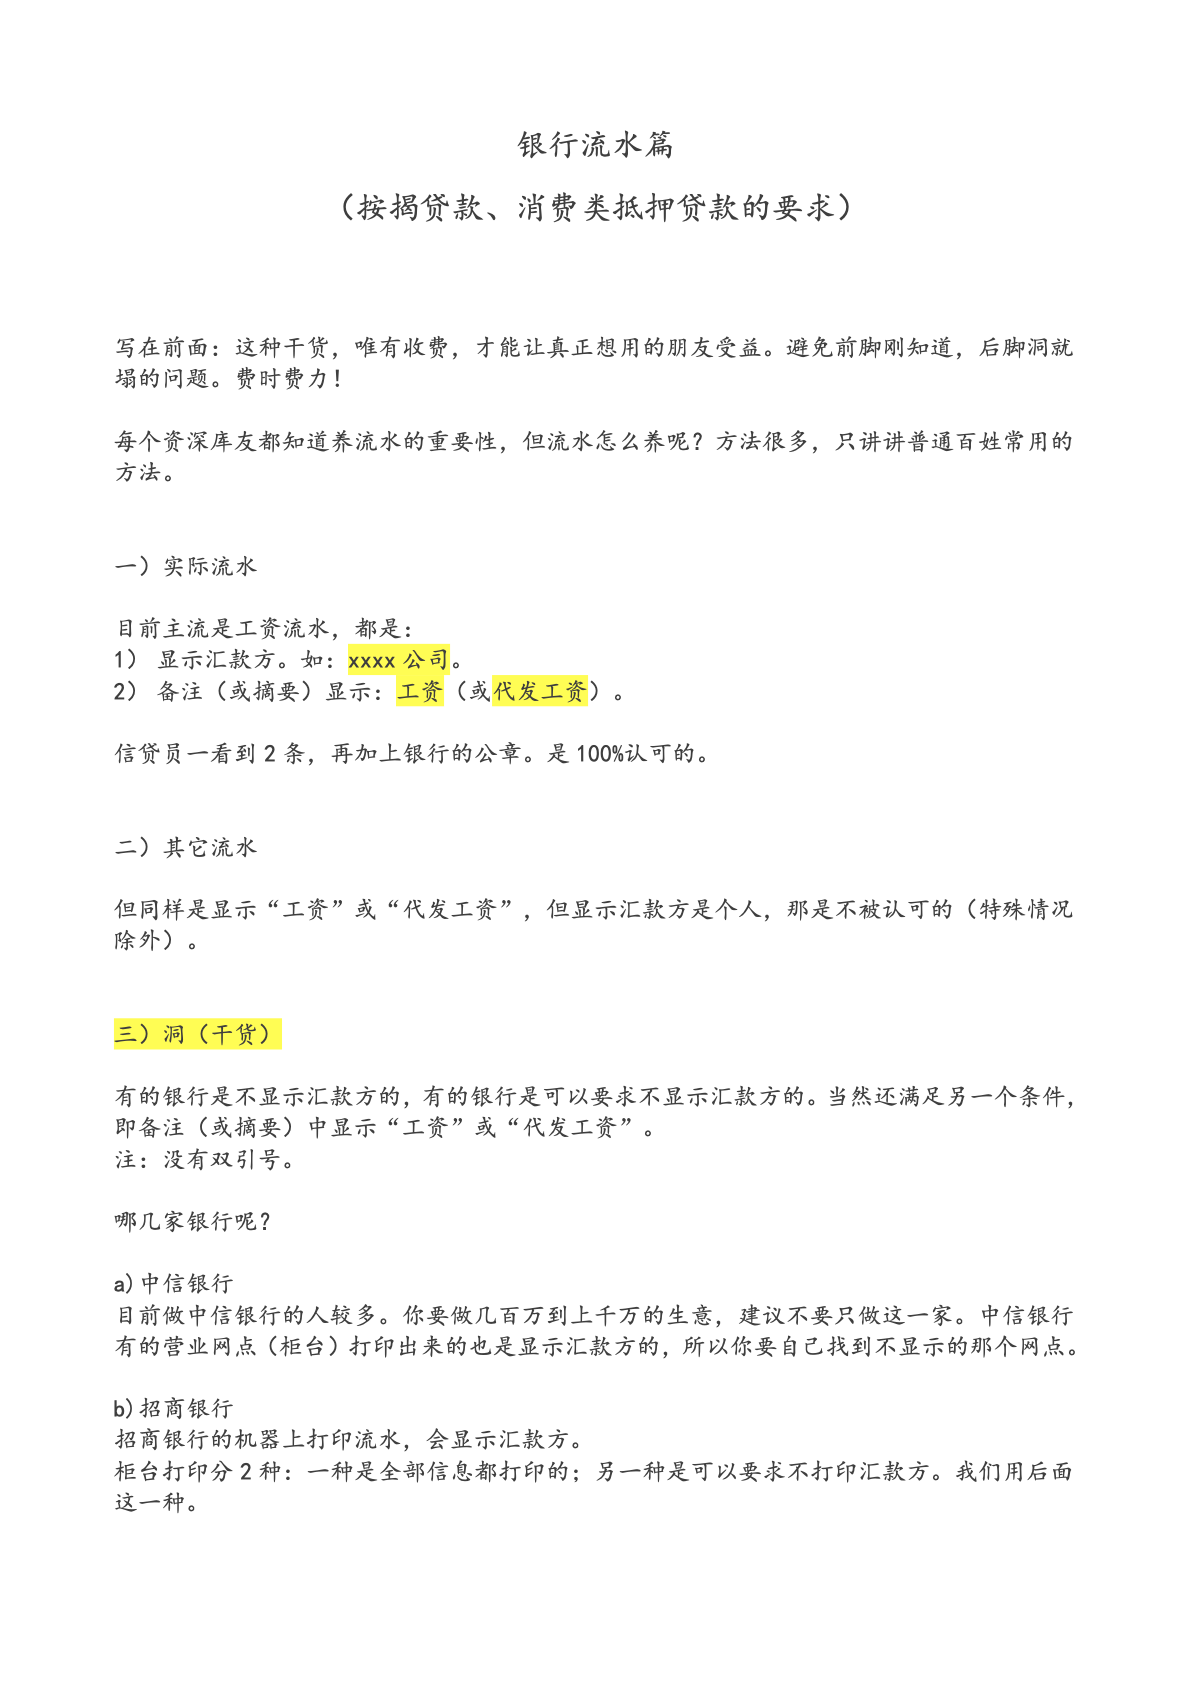 银行流水篇
（按揭贷款、消费类抵押贷款的要求）
写在前面：这种干货，唯有收费，才能让真正想用的朋友受益。避免前脚刚知道，后脚洞就
塌的问题。费时费力！
每个资深库友都知道养流水的重要性，但流水怎么养呢？方法很多，只讲讲普通百姓常用的
方法。
一）实际流水
目前主流是工资流水，都是：
1） 显示汇款方。如：xxxx 公司。
2） 备注（或摘要）显示：工资（或代发工资）。
信贷员一看到 2 条，再加上银行的公章。是 100%认可的。
二）其它流水
但同样是显示“工资”或“代发工资”，但显示汇款方是个人，那是不被认可的（特殊情况
除外）。
三）洞（干货）
有的银行是不显示汇款方的，有的银行是可以要求不显示汇款方的。当然还满足另一个条件，
即备注（或摘要）中显示“工资”或“代发工资”。
注：没有双引号。
哪几家银行呢？
a)中信银行
目前做中信银行的人较多。你要做几百万到上千万的生意，建议不要只做这一家。中信银行
有的营业网点（柜台）打印出来的也是显示汇款方的，所以你要自己找到不显示的那个网点。
b)招商银行
招商银行的机器上打印流水，会显示汇款方。
柜台打印分 2 种：一种是全部信息都打印的；另一种是可以要求不打印汇款方。我们用后面
这一种。